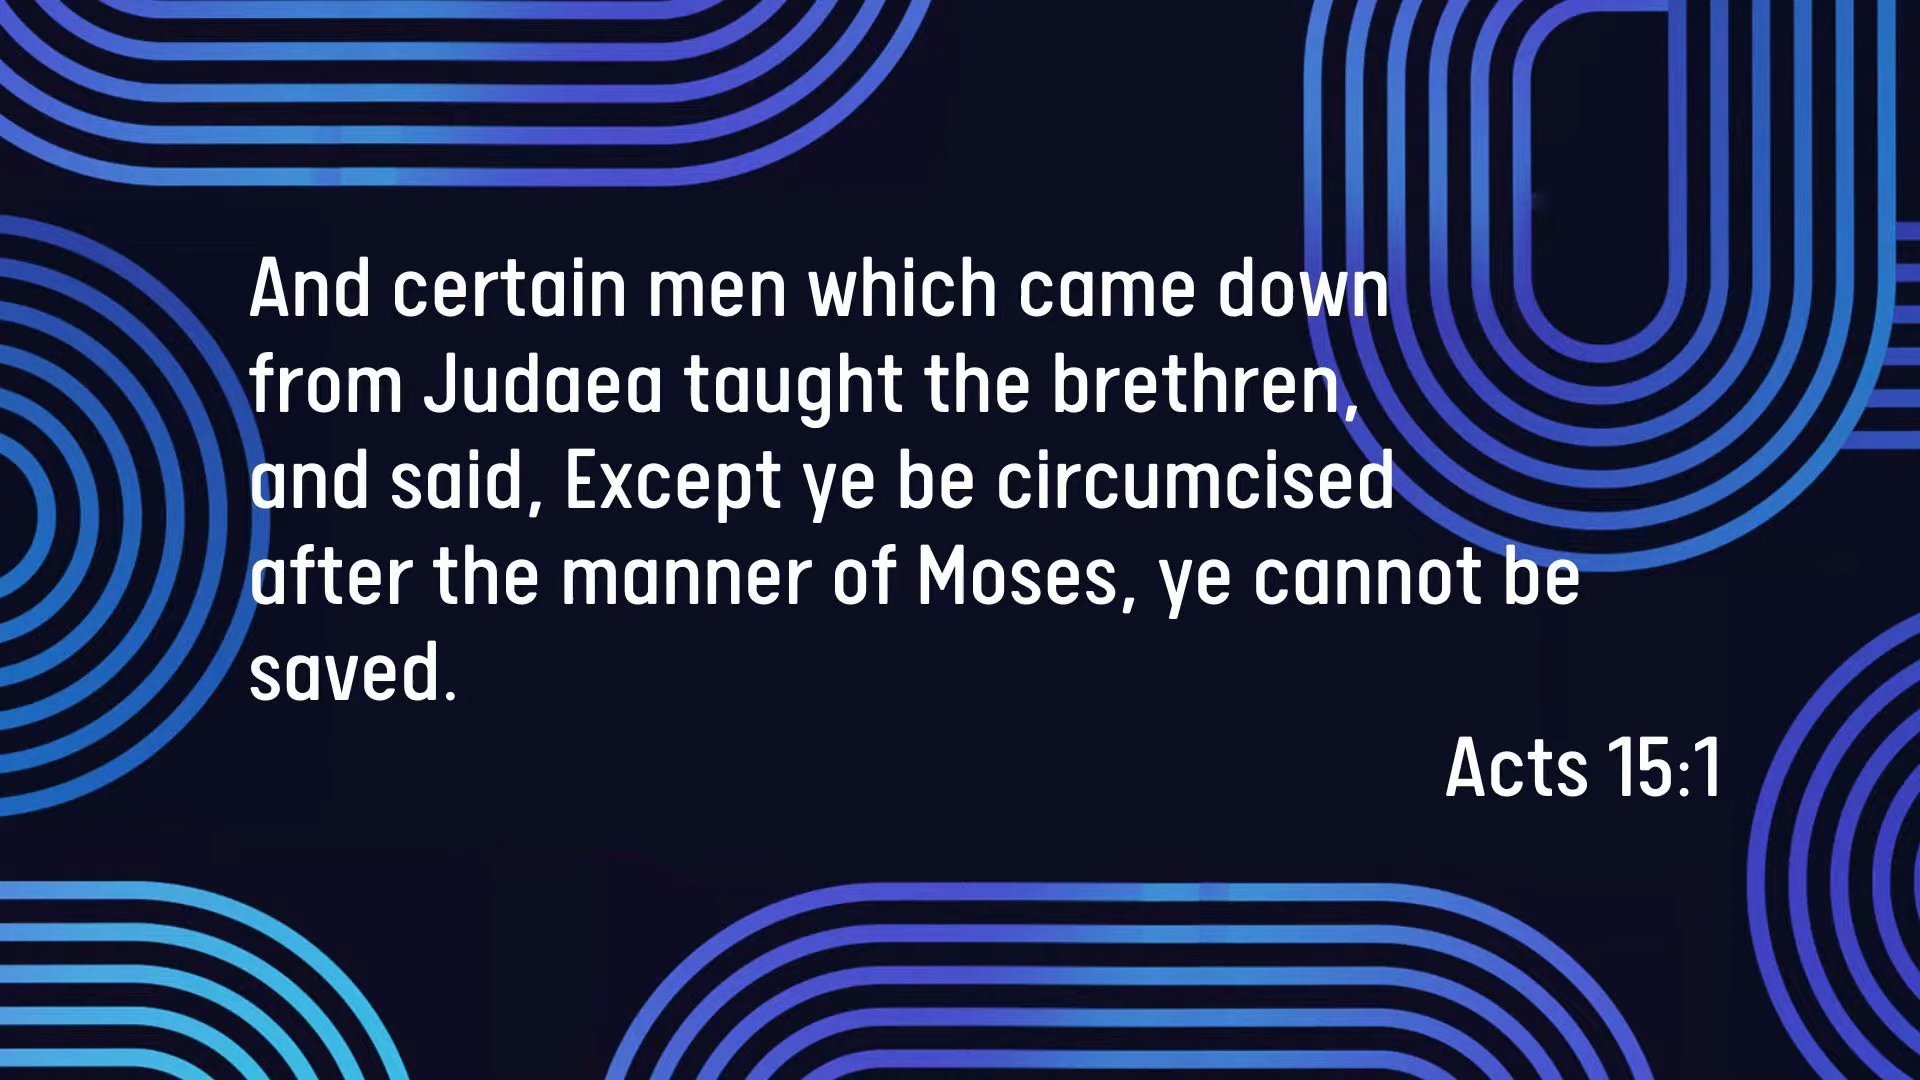 And certain men which came down
from Judaea taught the brethren,
and said, Except ye be circumcised
after the manner of Moses, ye cannot be
saved.
Acts 15:1